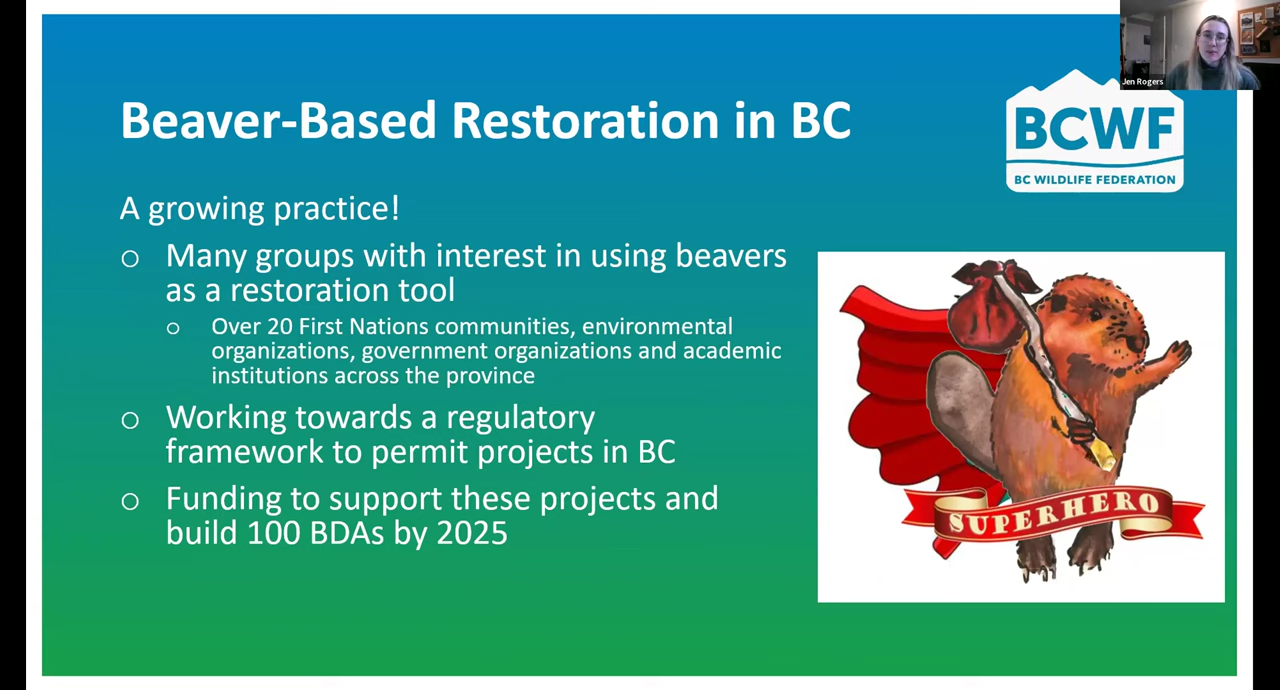 Jen Rogers
Beaver-Based Restoration in BC
BCWF
BC WILDLIFE FEDERATION
A growing practice!
o Many groups with interest in using beavers
as a restoration tool
o Over 20 First Nations communities, environmental
organizations, government organizations and academic
institutions across the province
o Working towards a regulatory
framework to permit projects in BC
o Funding to support these projects and
build 100 BDAs by 2025
SUPERHERO